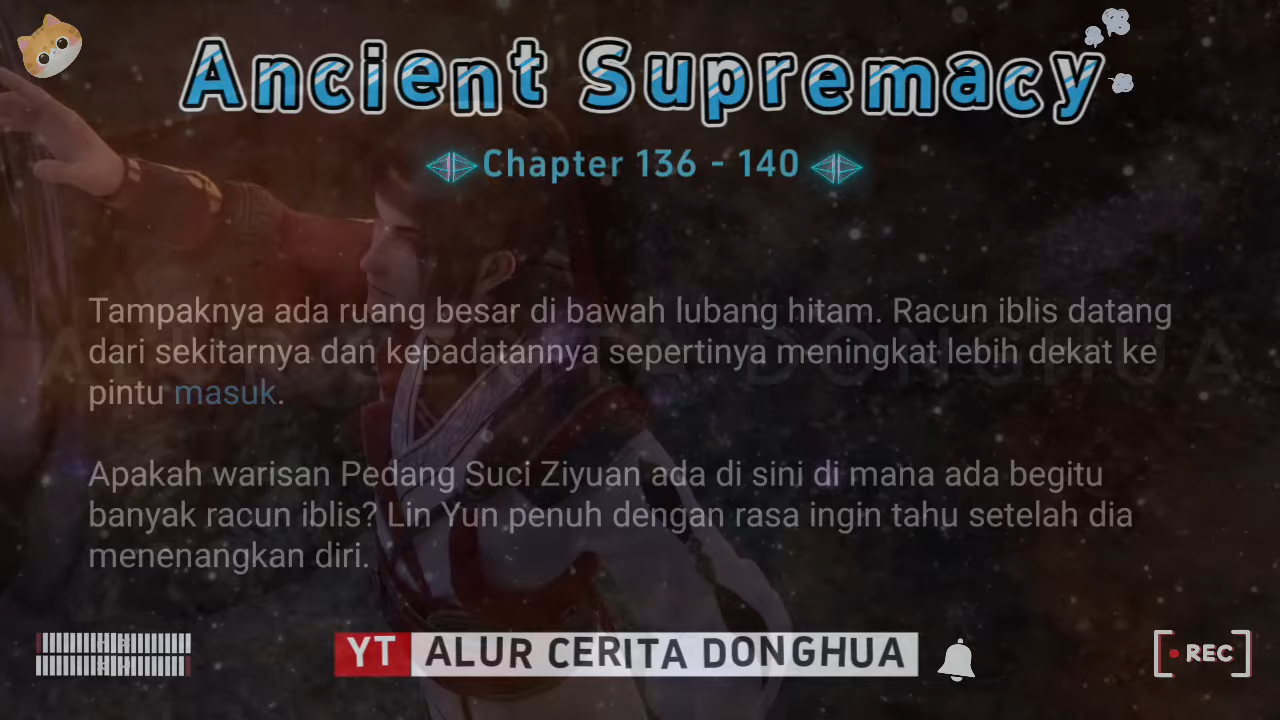 Ancient Supremacy
Chapter 136 - 140
Tampaknya ada ruang besar di bawah lubang hitam. Racun iblis datang
dari sekitarnya dan kepadatannya sepertinya meningkat lebih dekat ke
pintu masuk.
Apakah warisan Pedang Suci Ziyuan ada di sini di mana ada begitu
banyak racun iblis? Lin Yun penuh dengan rasa ingin tahu setelah dia
menenangkan diri.
YT ALUR CERITA DONGHUA
REC